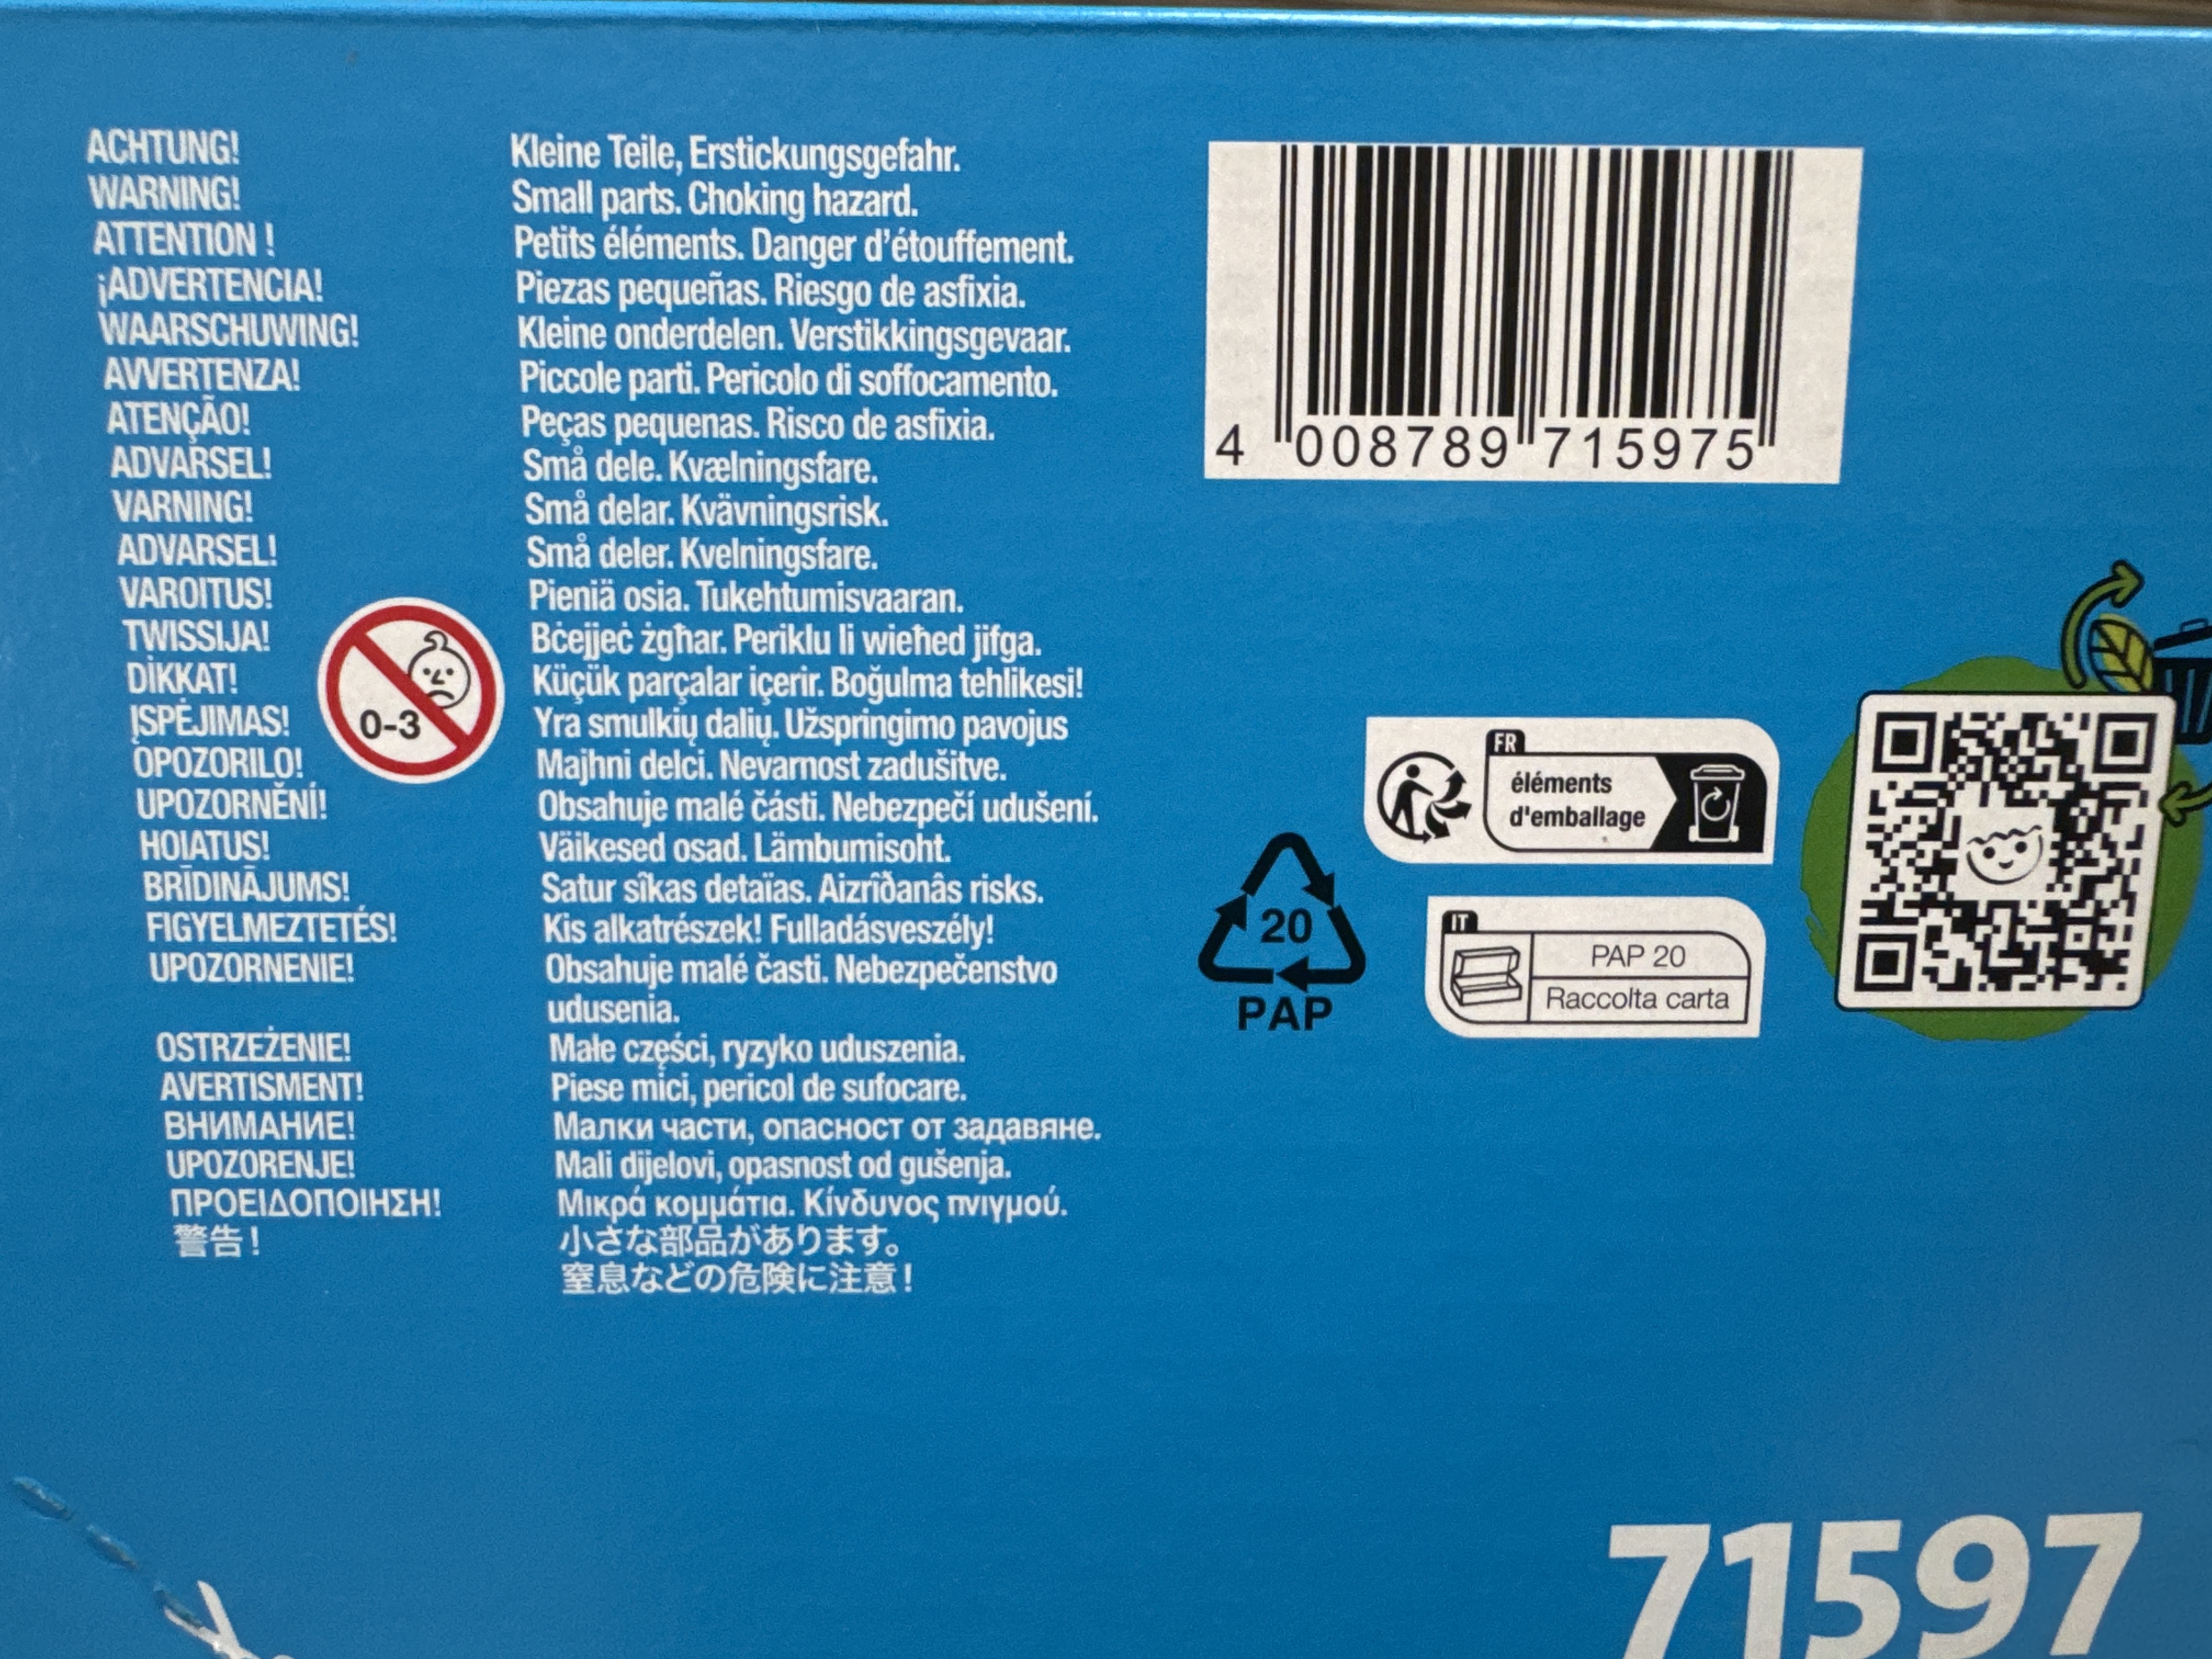 ACHTUNG! Kleine Teile, Erstickungsgefahr.
WARNING! Small parts. Choking hazard.
ATTENTION ! Petits éléments. Danger d'étouffement.
¡ADVERTENCIA! Piezas pequeñas. Riesgo de asfixia.
WAARSCHUWING! Kleine onderdelen. Verstikkingsgevaar.
AVVERTENZA! Piccole parti. Pericolo di soffocamento.
ATENÇÃO! Peças pequenas. Risco de asfixia.
ADVARSEL! Små dele. Kvælningsfare.
VARNING! Små delar. Kvävningsrisk.
ADVARSEL! Små deler. Kvelningsfare.
VAROITUS! Pieniä osia. Tukehtumisvaaran.
TWISSIJA! Bċejjeċ żgħar. Periklu li wieħed jifga.
DİKKAT! Küçük parçalar içerir. Boğulma tehlikesi!
ĮSPĖJIMAS! Yra smulkių dalių. Užspringimo pavojus
OPOZORILO! Majhni delci. Nevarnost zadušitve.
UPOZORNĚNÍ! Obsahuje malé části. Nebezpečí udušení.
HOIATUS! Väikesed osad. Lämbumisoht.
BRĪDINĀJUMS! Satur sîkas detaïas. Aizrîðanâs risks.
FIGYELMEZTETÉS! Kis alkatrészek! Fulladásveszély!
UPOZORNENIE! Obsahuje malé časti. Nebezpečenstvo
udusenia.
OSTRZEŻENIE! Małe części, ryzyko uduszenia.
AVERTISMENT! Piese mici, pericol de sufocare.
ВНИМАНИЕ! Малки части, опасност от задавяне.
UPOZORENJE! Mali dijelovi, opasnost od gušenja.
ΠΡΟΕΙΔΟΠΟΙΗΣΗ! Μικρά κομμάτια. Κίνδυνος πνιγμού.
警告! 小さな部品があります。
窒息などの危険に注意!
0-3
4 008789 715975
FR
éléments
d'emballage
20
PAP
IT
PAP 20
Raccolta carta
71597